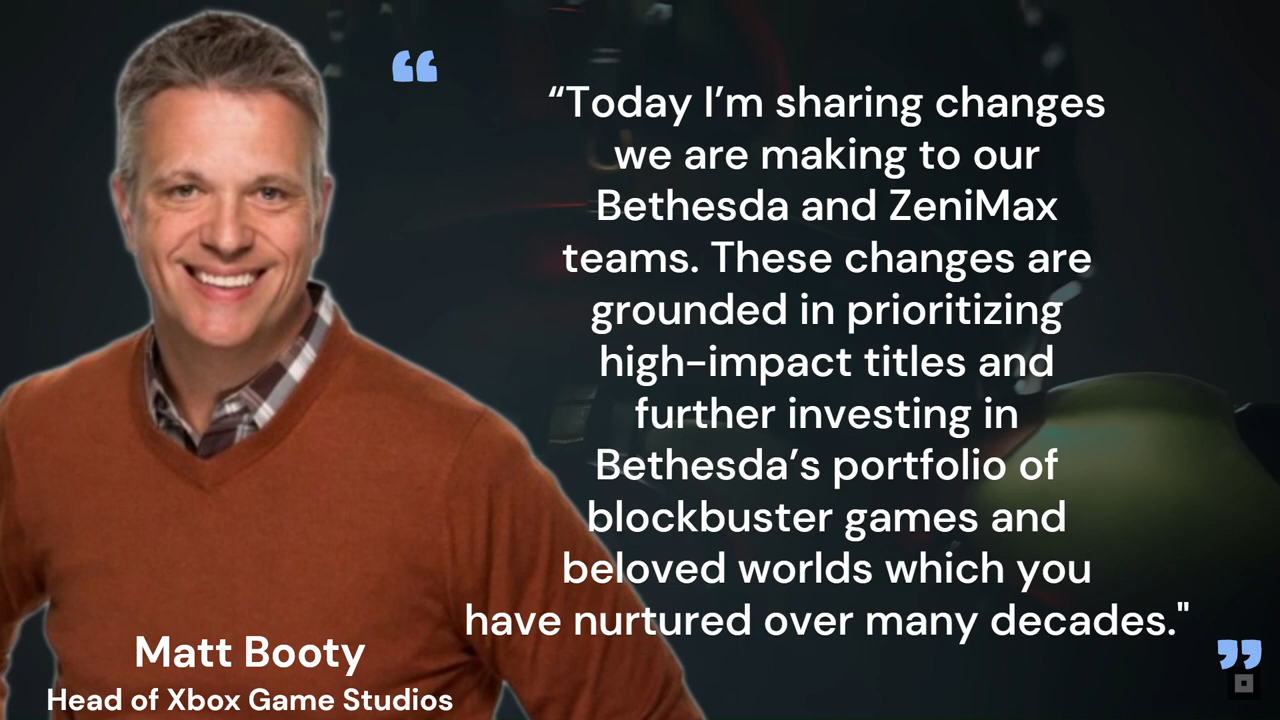 “Today I’m sharing changes
we are making to our
Bethesda and ZeniMax
teams. These changes are
grounded in prioritizing
high-impact titles and
further investing in
Bethesda’s portfolio of
blockbuster games and
beloved worlds which you
have nurtured over many decades."
Matt Booty
Head of Xbox Game Studios